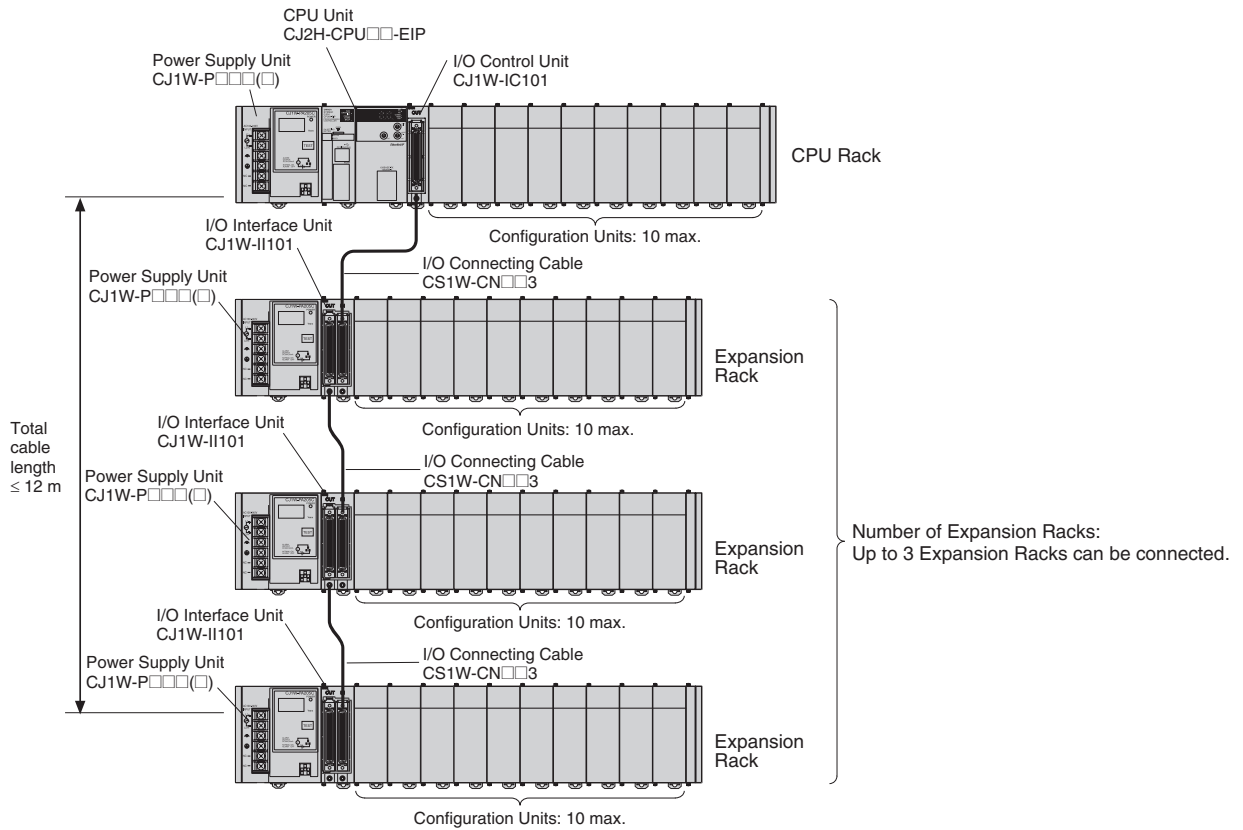 CPU Unit
CJ2H-CPU□□-EIP
Power Supply Unit
CJ1W-P□□□(□)
I/O Control Unit
CJ1W-IC101
OUT
CPU Rack
Configuration Units: 10 max.
I/O Interface Unit
CJ1W-II101
I/O Connecting Cable
CS1W-CN□□3
Power Supply Unit
CJ1W-P□□□(□)
OUT
Expansion
Rack
Configuration Units: 10 max.
I/O Interface Unit
CJ1W-II101
I/O Connecting Cable
CS1W-CN□□3
Power Supply Unit
CJ1W-P□□□(□)
OUT
Expansion
Rack
Configuration Units: 10 max.
I/O Interface Unit
CJ1W-II101
I/O Connecting Cable
CS1W-CN□□3
Power Supply Unit
CJ1W-P□□□(□)
OUT
Expansion
Rack
Configuration Units: 10 max.
Total
cable
length
≤ 12 m
Number of Expansion Racks:
Up to 3 Expansion Racks can be connected.